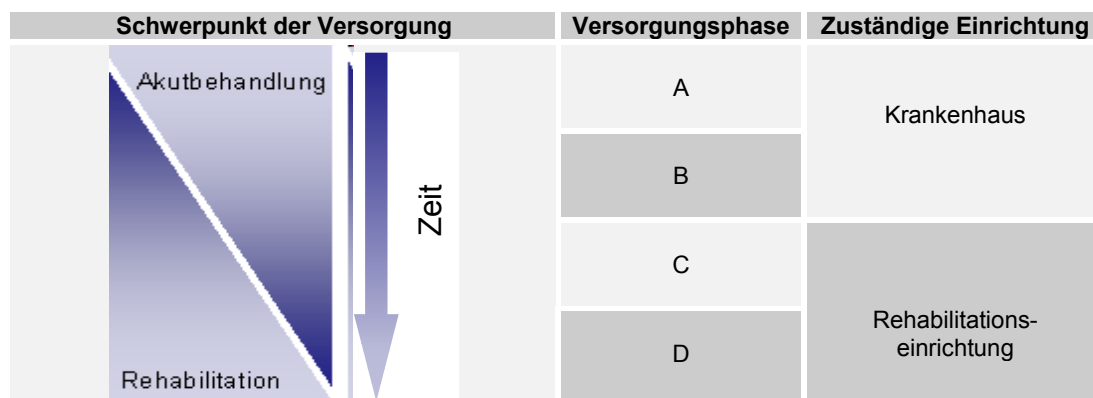 Schwerpunkt der Versorgung
Versorgungsphase
Zuständige Einrichtung
Akutbehandlung
Zeit
Rehabilitation
A
B
C
D
Krankenhaus
Rehabilitations-
einrichtung